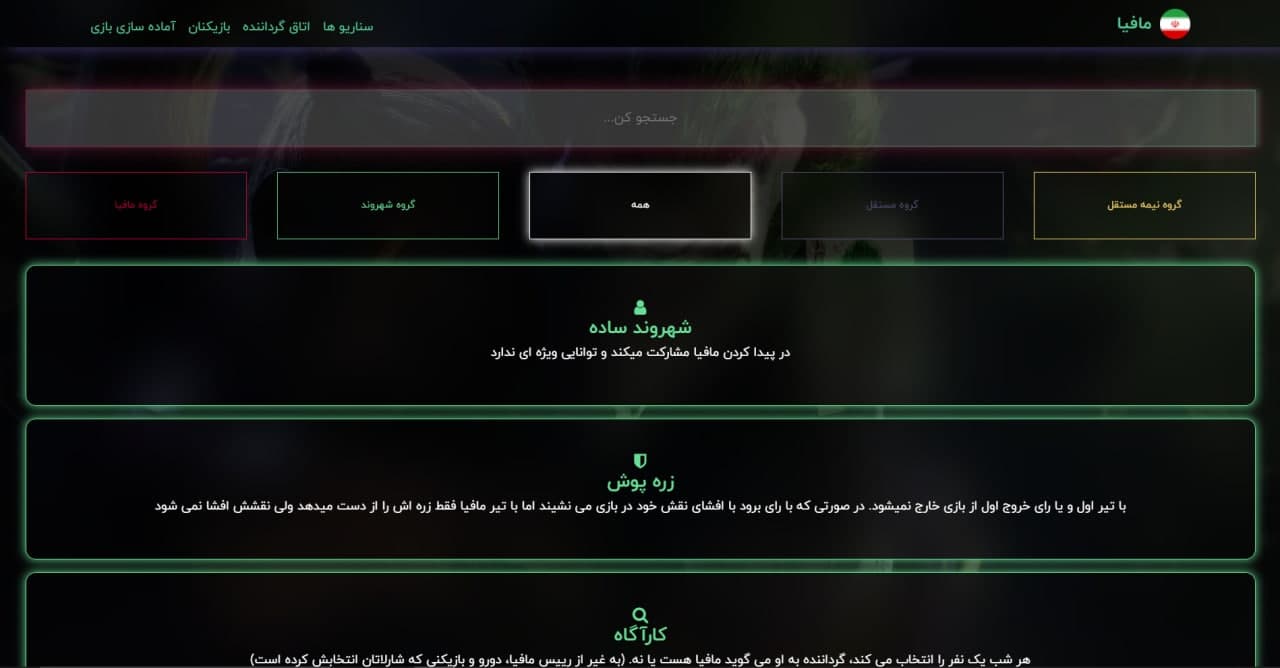 مافیا
سناریو ها
اتاق گرداننده
بازیکنان
آماده سازی بازی
جستجو کن...
گروه نیمه مستقل
گروه مستقل
همه
گروه شهروند
گروه مافیا
شهروند ساده
در پیدا کردن مافیا مشارکت میکند و توانایی ویژه ای ندارد
زره پوش
با تیر اول و یا رای خروج اول از بازی خارج نمیشود. در صورتی که با رای برود با افشای نقش خود در بازی می نشیند اما با تیر مافیا فقط زره اش را از دست میدهد ولی نقشش افشا نمی شود
کارآگاه
هر شب یک نفر را انتخاب می کند، گرداننده به او می گوید مافیا هست یا نه. (به غیر از رییس مافیا، دورو و بازیکنی که شارلاتان انتخابش کرده است)